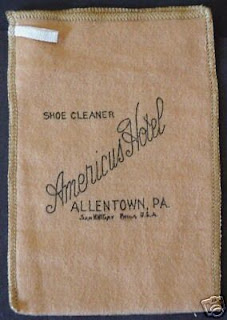 SHOE CLEANER
Americus Hotel
ALLENTOWN, PA.
U.S.A.